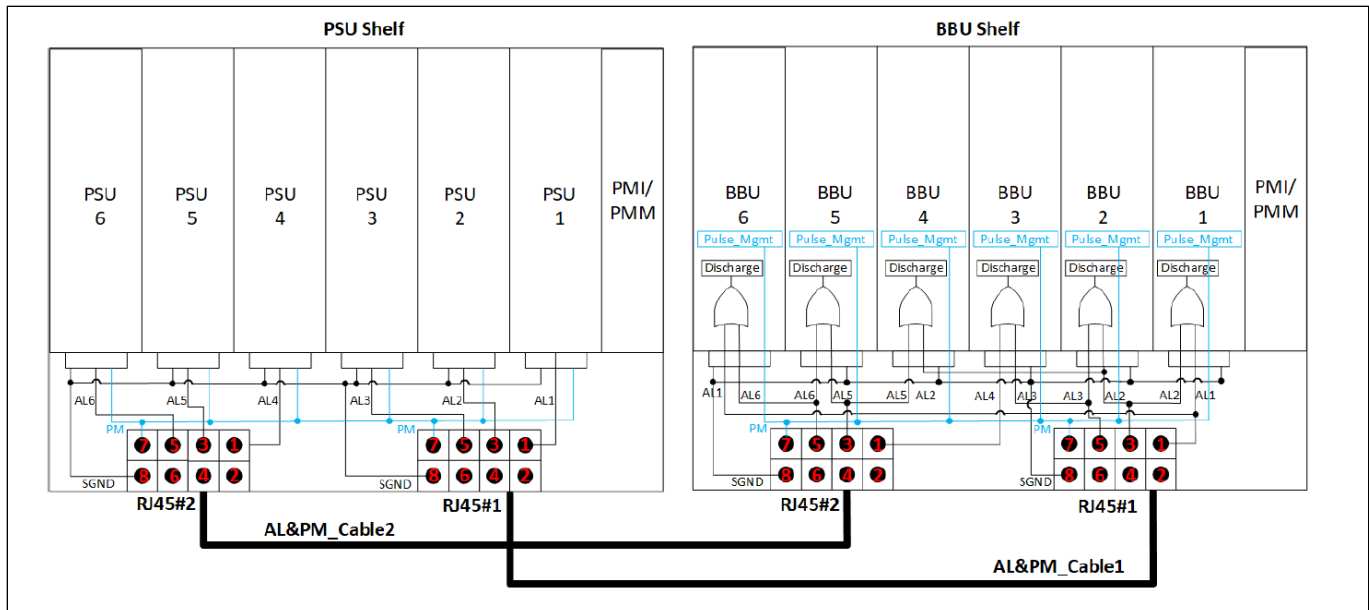 PSU Shelf
BBU Shelf
PSU 6
PSU 5
PSU 4
PSU 3
PSU 2
PSU 1
PMI/ PMM
BBU 6
BBU 5
BBU 4
BBU 3
BBU 2
BBU 1
PMI/ PMM
Pulse_Mgmt
Pulse_Mgmt
Pulse_Mgmt
Pulse_Mgmt
Pulse_Mgmt
Pulse_Mgmt
Discharge
Discharge
Discharge
Discharge
Discharge
Discharge
AL6
AL5
AL4
AL3
AL2
AL1
AL1
AL6
AL6
AL5
AL5
AL2
AL4
AL3
AL3
AL2
AL2
AL1
PM
PM
PM
PM
7 5 3 1
7 5 3 1
7 5 3 1
7 5 3 1
8 6 4 2
8 6 4 2
8 6 4 2
8 6 4 2
SGND
SGND
SGND
SGND
RJ45#2
RJ45#1
RJ45#2
RJ45#1
AL&PM_Cable2
AL&PM_Cable1